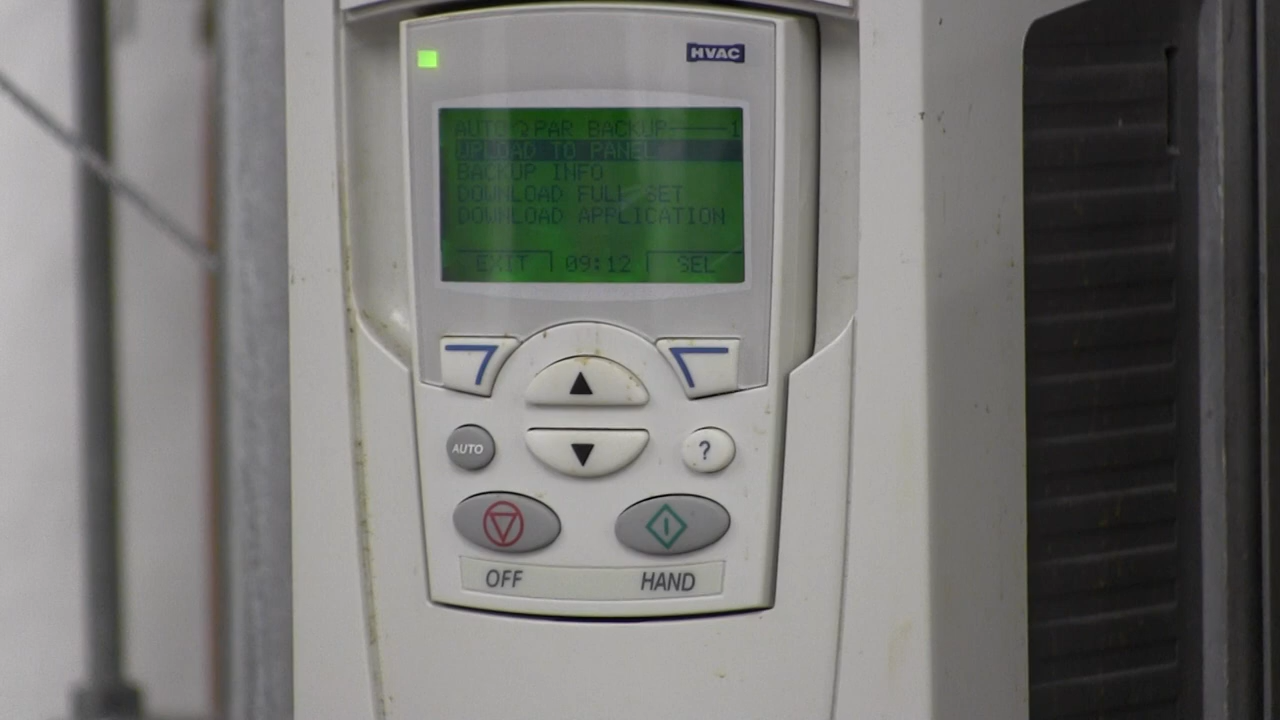 HVAC
AUTO PAR BACKUP 1
UPLOAD TO PANEL
BACKUP INFO
DOWNLOAD FULL SET
DOWNLOAD APPLICATION
EXIT 09:12 SEL
AUTO ?
OFF HAND